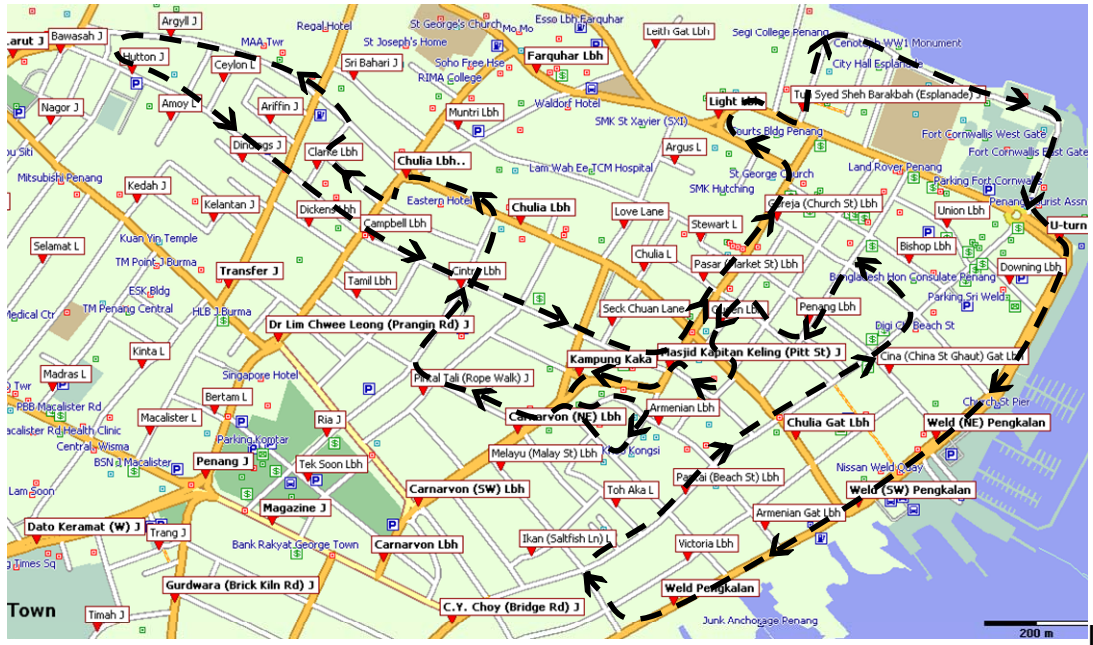 Argyll J
Bawasah J
Larut J
Hutton J
MAA Twr
Regal Hotel
St George's Church
Mo Mo
Esso Lbh Farquhar
St Joseph's Home
Soho Free Hse
RIMA College
Farquhar Lbh
Leith Gat Lbh
Segi College Penang
Cenotaph WW1 Monument
City Hall Esplanade
Ceylon L
Sri Bahari J
Nagor J
Amoy L
Ariffin J
Muntri Lbh
Waldorf Hotel
Light Lbh
Tun Syed Sheh Barakbah (Esplanade) J
SMK St Xavier (SXI)
Courts Bldg Penang
Fort Cornwallis West Gate
Fort Cornwallis East Gate
Dindings J
Clarke Lbh
Chulia Lbh..
Lam Wah Ee TCM Hospital
Argus L
St George Church
Land Rover Penang
Parking Fort Cornwallis
Mitsubishi Penang
Kedah J
SMK Hutching
Penang Tourist Assn
Kelantan J
Dickens Lbh
Eastern Hotel
Chulia Lbh
Love Lane
Gereja (Church St) Lbh
Union Lbh
U-turn
Selamat L
Kuan Yin Temple
TM Point J Burma
Campbell Lbh
Stewart L
Bishop Lbh
Transfer J
Cintra Lbh
Chulia L
Pasar (Market St) Lbh
Bangladesh Hon Consulate Penang
Downing Lbh
ESK Bldg
TM Penang Central
Tamil Lbh
Parking Sri Weld
Medical Ctr
HLB J Burma
Seck Chuan Lane
Queen Lbh
Penang Lbh
Dr Lim Chwee Leong (Prangin Rd) J
Digi Ctr Beach St
Kinta L
Kampung Kaka
Masjid Kapitan Keling (Pitt St) J
Cina (China St Ghaut) Gat Lbh
Madras L
Singapore Hotel
Pintal Tali (Rope Walk) J
PBB Macalister Rd
Bertam L
Church St Pier
Macalister L
Ria J
Carnarvon (NE) Lbh
Armenian Lbh
Chulia Gat Lbh
Weld (NE) Pengkalan
Macalister Rd Health Clinic
Central Wisma
Parking Komtar
BSN J Macalister
Penang J
Tek Soon Lbh
Melayu (Malay St) Lbh
Khoo Kongsi
Nissan Weld Quay
Lam Soon
Carnarvon (SW) Lbh
Toh Aka L
Pantai (Beach St) Lbh
Weld (SW) Pengkalan
Magazine J
Armenian Gat Lbh
Dato Keramat (W) J
Trang J
Bank Rakyat George Town
Carnarvon Lbh
Ikan (Saltfish Ln) L
Victoria Lbh
Times Sq
Gurdwara (Brick Kiln Rd) J
Weld Pengkalan
Town
Timah J
C.Y. Choy (Bridge Rd) J
Junk Anchorage Penang
200 m